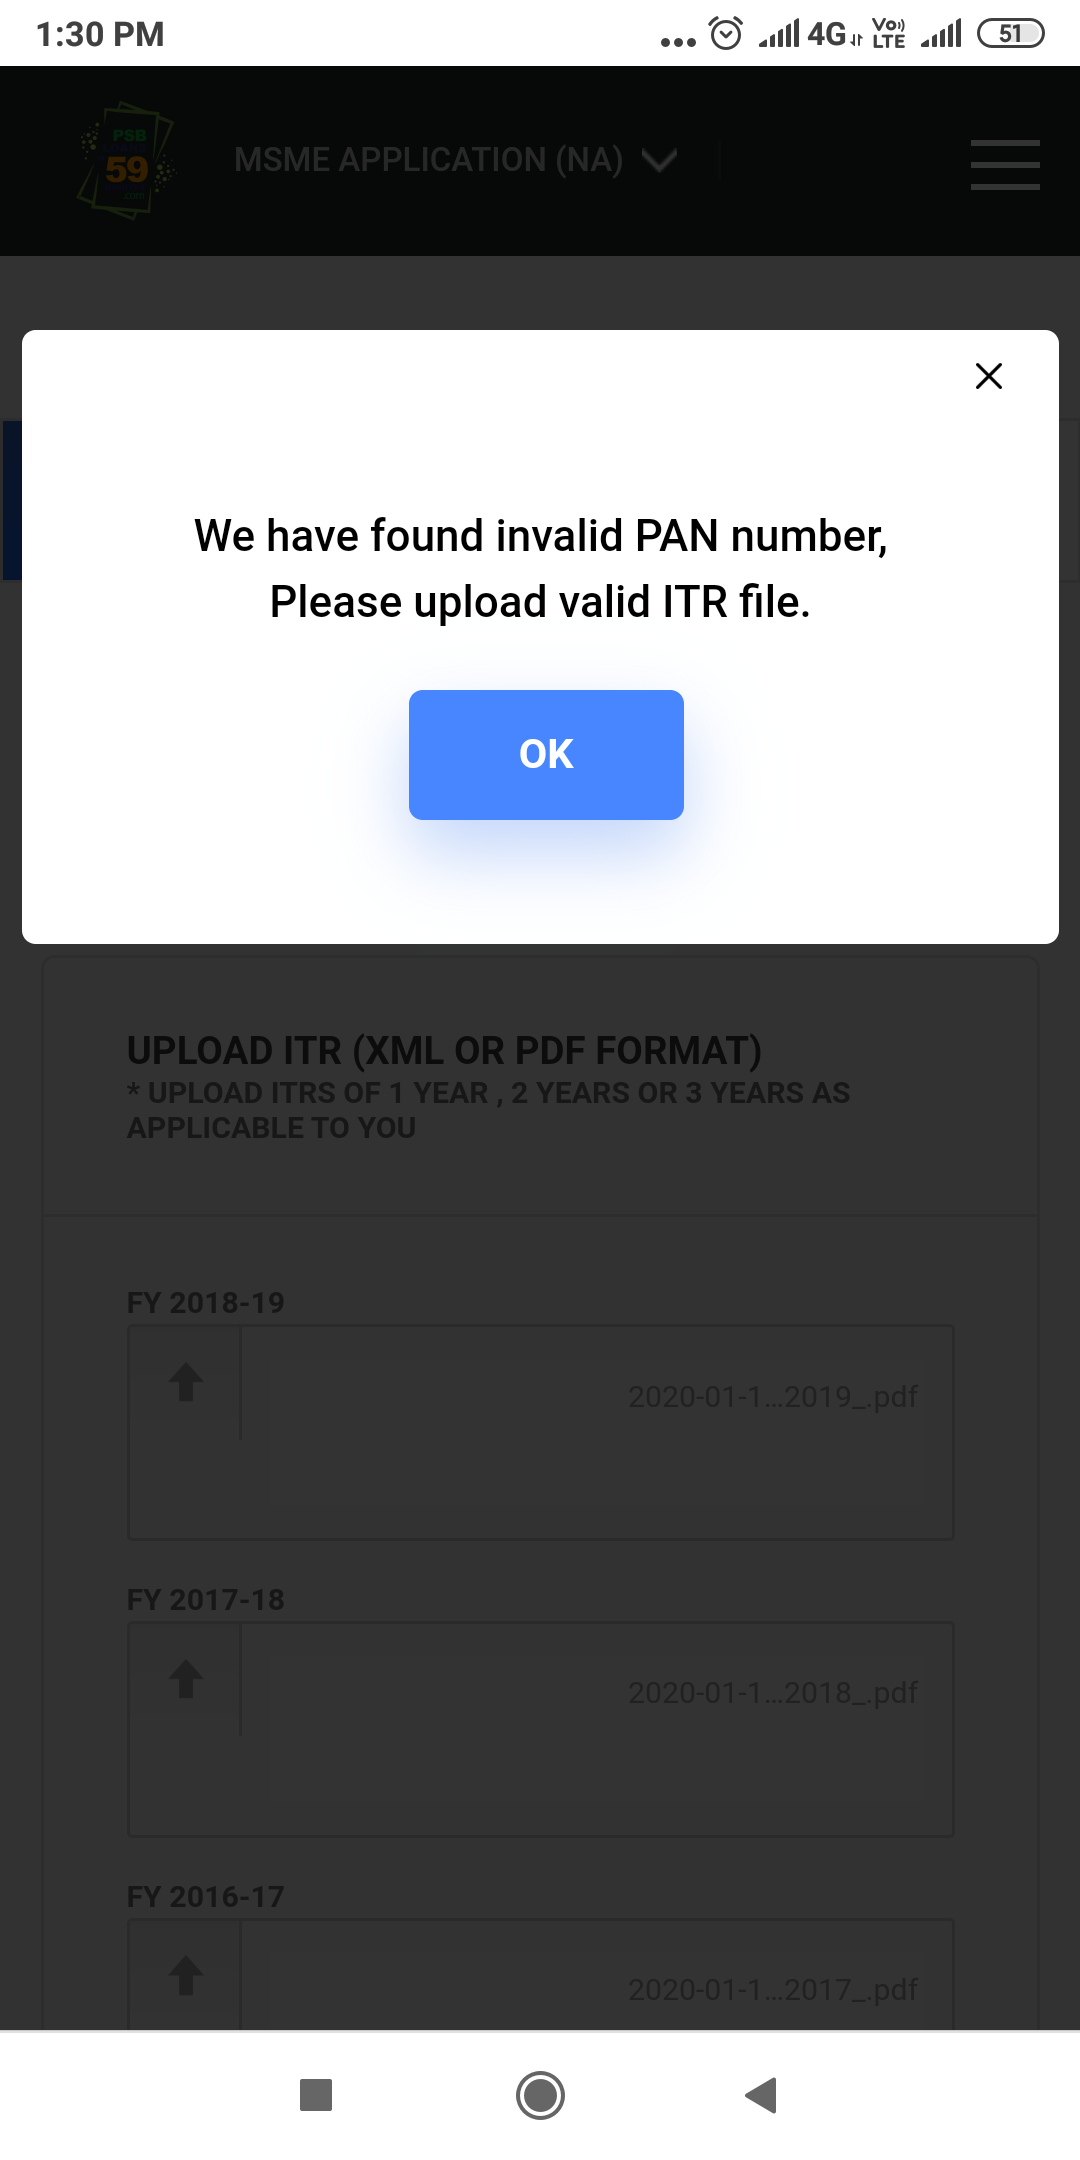 1:30 PM
4G
Vo))
LTE
51
PSB
59
.com
MSME APPLICATION (NA)
We have found invalid PAN number,
Please upload valid ITR file.
OK
UPLOAD ITR (XML OR PDF FORMAT)
* UPLOAD ITRS OF 1 YEAR , 2 YEARS OR 3 YEARS AS
APPLICABLE TO YOU
FY 2018-19
2020-01-1...2019_.pdf
FY 2017-18
2020-01-1...2018_.pdf
FY 2016-17
2020-01-1...2017_.pdf